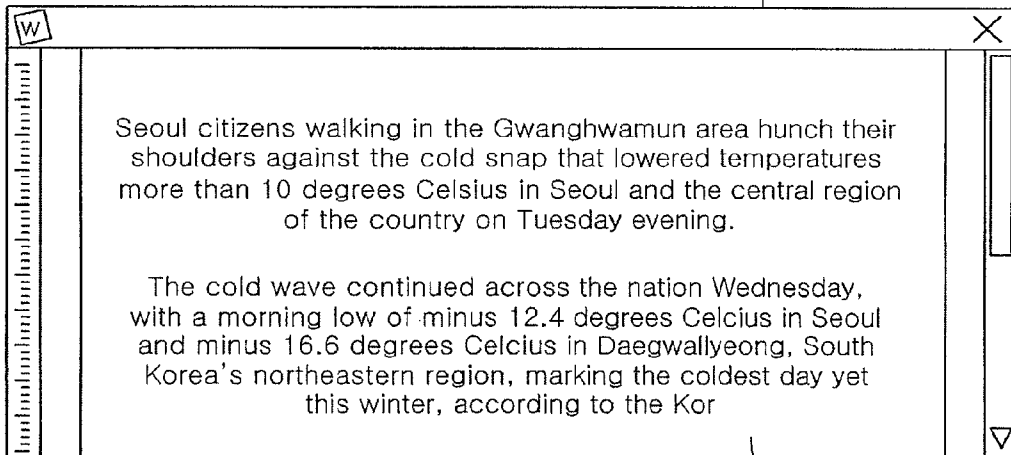 W
Seoul citizens walking in the Gwanghwamun area hunch their
shoulders against the cold snap that lowered temperatures
more than 10 degrees Celsius in Seoul and the central region
of the country on Tuesday evening.
The cold wave continued across the nation Wednesday,
with a morning low of minus 12.4 degrees Celcius in Seoul
and minus 16.6 degrees Celcius in Daegwallyeong, South
Korea's northeastern region, marking the coldest day yet
this winter, according to the Kor